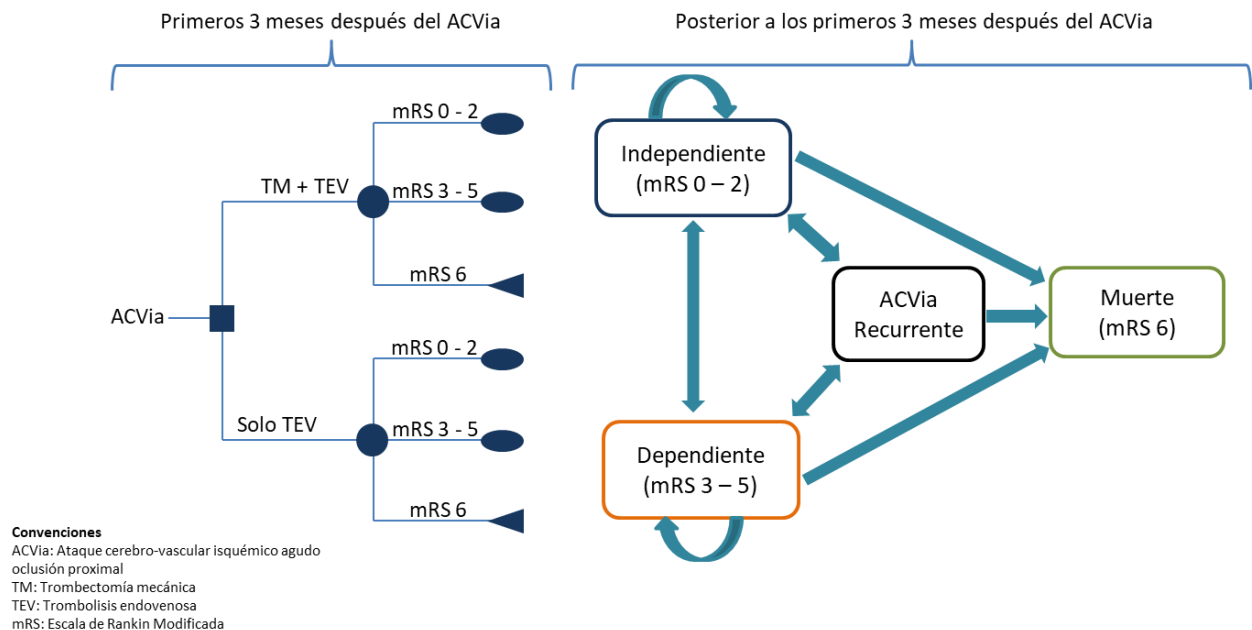 Primeros 3 meses después del ACVia
Posterior a los primeros 3 meses después del ACVia
mRS 0 - 2
TM + TEV
mRS 3 - 5
mRS 6
ACVia
mRS 0 - 2
Solo TEV
mRS 3 - 5
mRS 6
Independiente
(mRS 0 – 2)
ACVia
Recurrente
Muerte
(mRS 6)
Dependiente
(mRS 3 – 5)
Convenciones
ACVia: Ataque cerebro-vascular isquémico agudo
oclusión proximal
TM: Trombectomía mecánica
TEV: Trombolisis endovenosa
mRS: Escala de Rankin Modificada